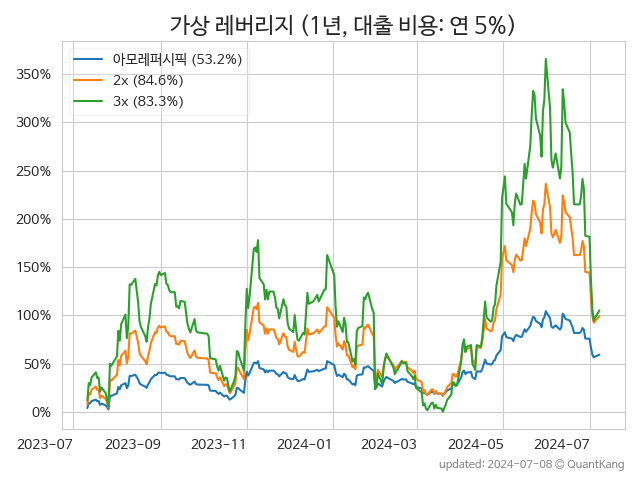 가상 레버리지 (1년, 대출 비용: 연 5%)
아모레퍼시픽 (53.2%)
2x (84.6%)
3x (83.3%)
350%
300%
250%
200%
150%
100%
50%
0%
2023-07 2023-09 2023-11 2024-01 2024-03 2024-05 2024-07
updated: 2024-07-08 © QuantKang